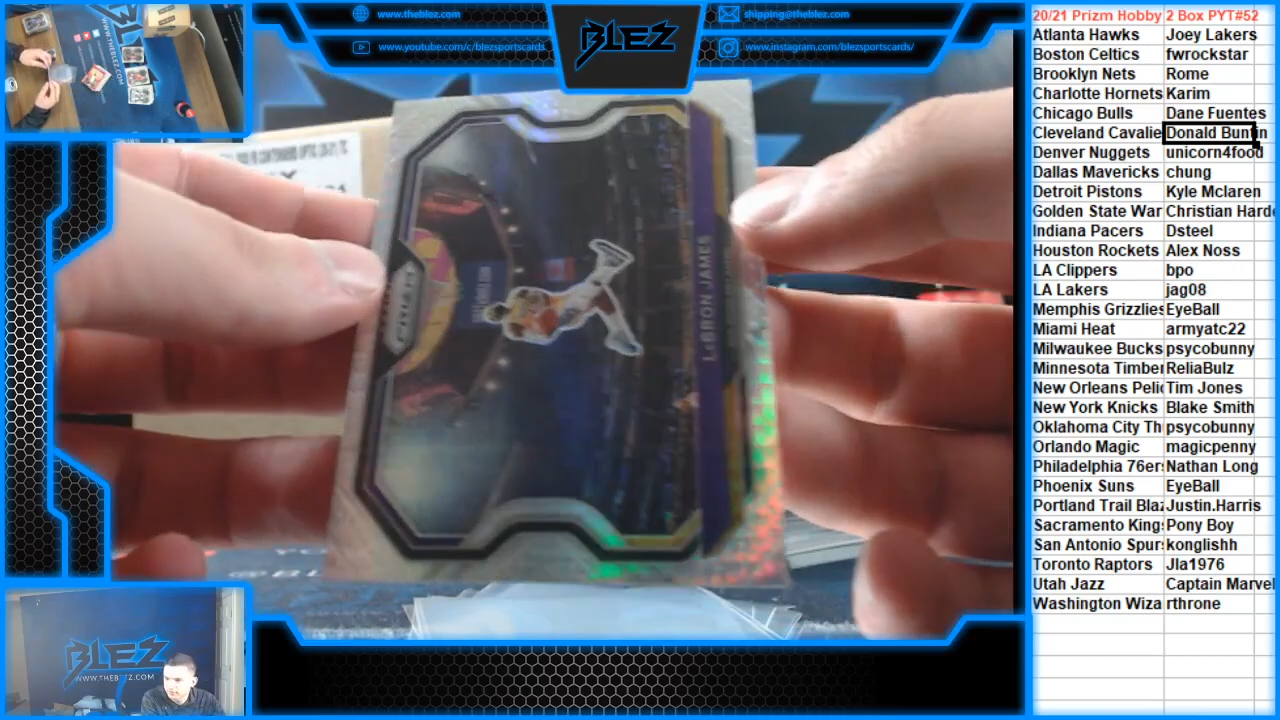 www.theblez.com
www.youtube.com/c/blezsportscards
BLEZ
shipping@theblez.com
www.instagram.com/blezsportscards/
LeBRON JAMES
PRIZM
BLEZ
WWW.THEBLEZ.COM
20/21 Prizm Hobby 2 Box PYT#52
Atlanta Hawks Joey Lakers
Boston Celtics fwrockstar
Brooklyn Nets Rome
Charlotte Hornets Karim
Chicago Bulls Dane Fuentes
Cleveland Cavalie Donald Buntin
Denver Nuggets unicorn4food
Dallas Mavericks chung
Detroit Pistons Kyle Mclaren
Golden State War Christian Hard
Indiana Pacers Dsteel
Houston Rockets Alex Noss
LA Clippers bpo
LA Lakers jag08
Memphis Grizzlies EyeBall
Miami Heat armyatc22
Milwaukee Bucks psycobunny
Minnesota Timber ReliaBulz
New Orleans Peli Tim Jones
New York Knicks Blake Smith
Oklahoma City Th psycobunny
Orlando Magic magicpenny
Philadelphia 76er Nathan Long
Phoenix Suns EyeBall
Portland Trail Blaz Justin.Harris
Sacramento King Pony Boy
San Antonio Spur konglishh
Toronto Raptors Jla1976
Utah Jazz Captain Marvel
Washington Wiza rthrone